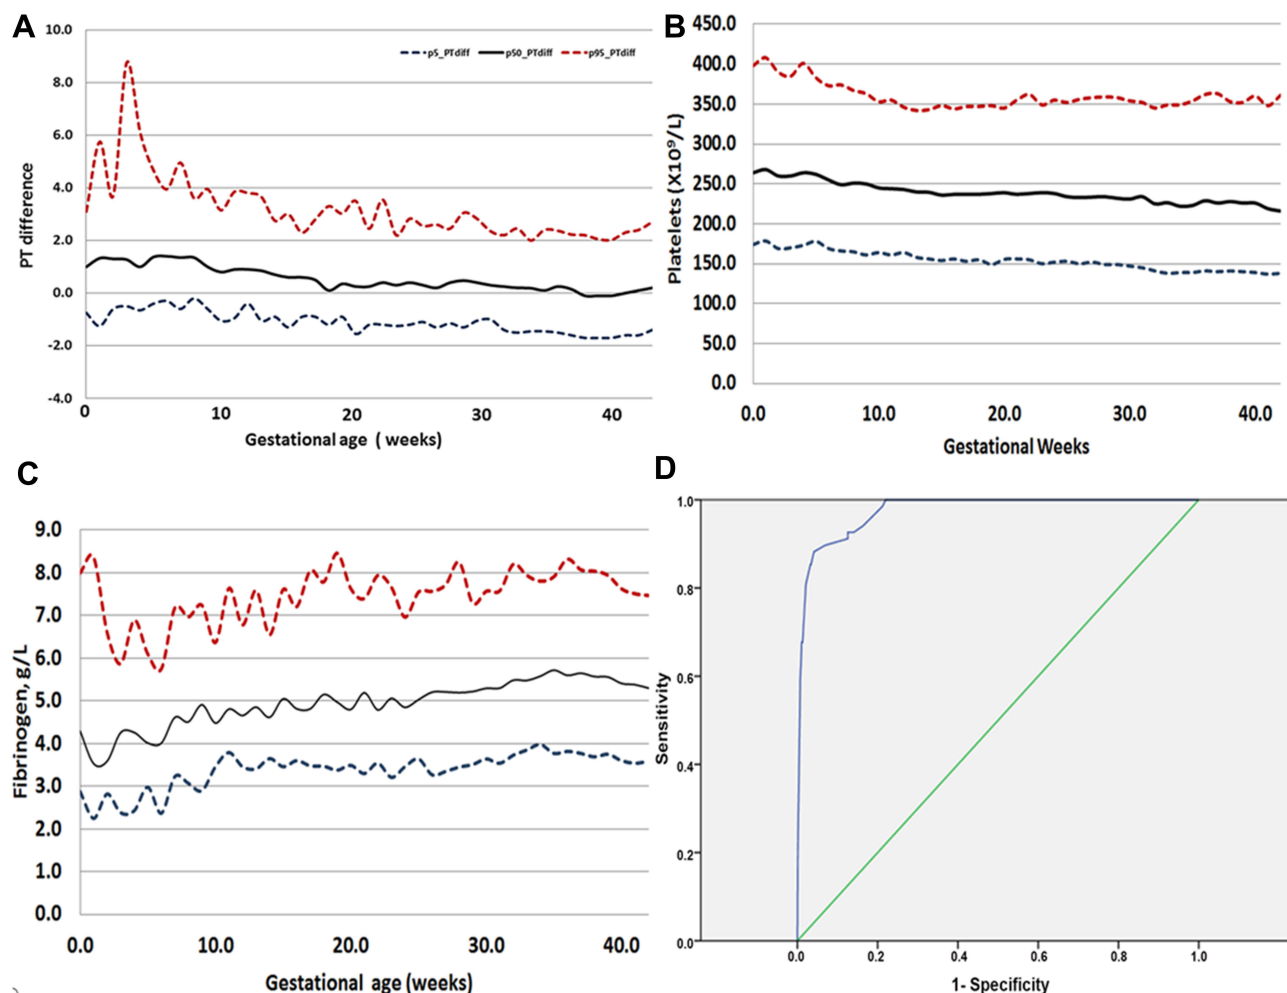 A
10.0
8.0
6.0
4.0
2.0
0.0
-2.0
-4.0
PT difference
p5_PTdiff p50_PTdiff p95_PTdiff
0 10 20 30 40
Gestational age ( weeks)
B
450.0
400.0
350.0
300.0
250.0
200.0
150.0
100.0
50.0
0.0
Platelets (X10⁹/L)
0.0 10.0 20.0 30.0 40.0
Gestational Weeks
C
9.0
8.0
7.0
6.0
5.0
4.0
3.0
2.0
1.0
0.0
Fibrinogen, g/L
0.0 10.0 20.0 30.0 40.0
Gestational age (weeks)
D
1.0
0.8
0.6
0.4
0.2
0.0
Sensitivity
0.0 0.2 0.4 0.6 0.8 1.0
1- Specificity